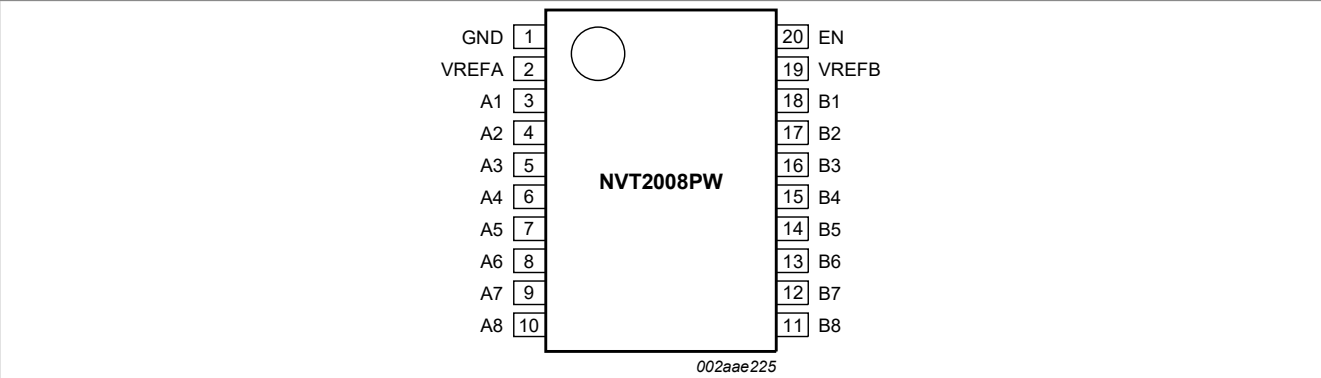 GND 1 20 EN
VREFA 2 19 VREFB
A1 3 18 B1
A2 4 17 B2
A3 5 16 B3
NVT2008PW
A4 6 15 B4
A5 7 14 B5
A6 8 13 B6
A7 9 12 B7
A8 10 11 B8
002aae225